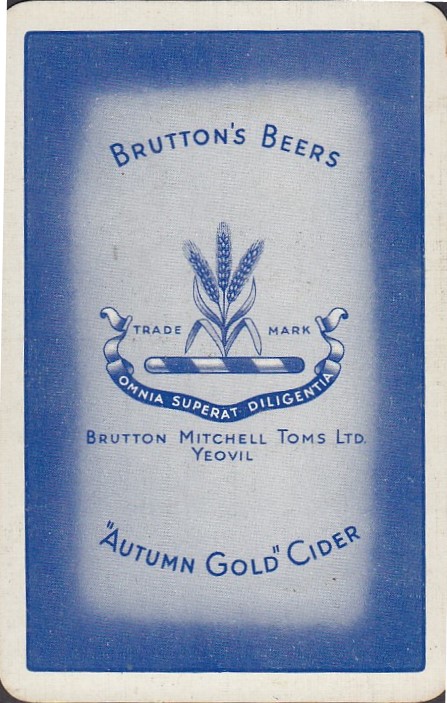 BRUTTON'S BEERS
TRADE MARK
OMNIA SUPERAT DILIGENTIA
BRUTTON MITCHELL TOMS LTD.
YEOVIL
"AUTUMN GOLD" CIDER